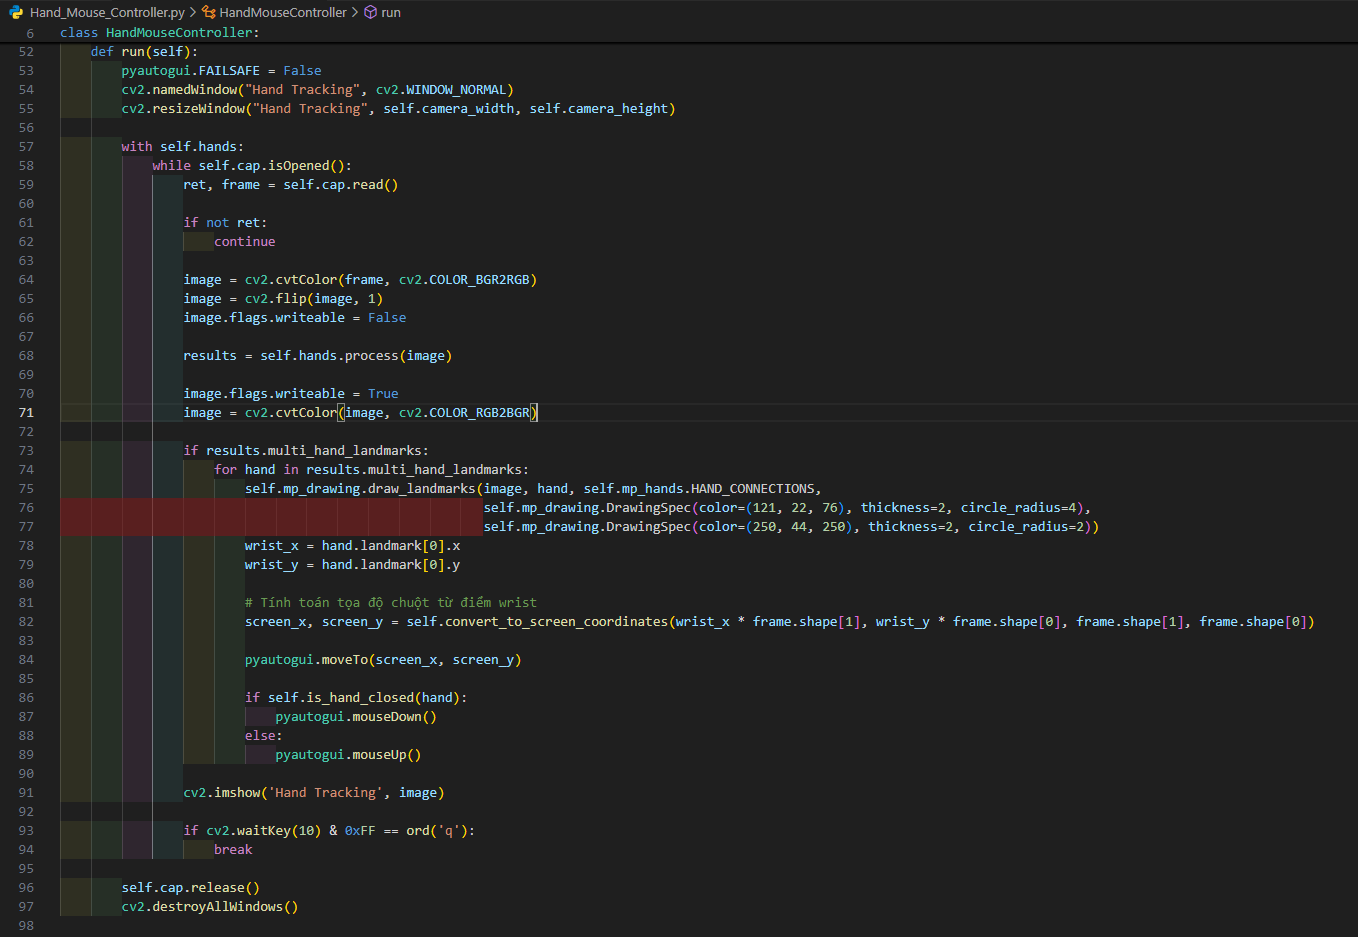 Hand_Mouse_Controller.py > HandMouseController > run
6 class HandMouseController:
52 def run(self):
53 pyautogui.FAILSAFE = False
54 cv2.namedWindow("Hand Tracking", cv2.WINDOW_NORMAL)
55 cv2.resizeWindow("Hand Tracking", self.camera_width, self.camera_height)
56
57 with self.hands:
58 while self.cap.isOpened():
59 ret, frame = self.cap.read()
60
61 if not ret:
62 continue
63
64 image = cv2.cvtColor(frame, cv2.COLOR_BGR2RGB)
65 image = cv2.flip(image, 1)
66 image.flags.writeable = False
67
68 results = self.hands.process(image)
69
70 image.flags.writeable = True
71 image = cv2.cvtColor(image, cv2.COLOR_RGB2BGR)
72
73 if results.multi_hand_landmarks:
74 for hand in results.multi_hand_landmarks:
75 self.mp_drawing.draw_landmarks(image, hand, self.mp_hands.HAND_CONNECTIONS,
76 self.mp_drawing.DrawingSpec(color=(121, 22, 76), thickness=2, circle_radius=4),
77 self.mp_drawing.DrawingSpec(color=(250, 44, 250), thickness=2, circle_radius=2))
78 wrist_x = hand.landmark[0].x
79 wrist_y = hand.landmark[0].y
80
81 # Tính toán tọa độ chuột từ điểm wrist
82 screen_x, screen_y = self.convert_to_screen_coordinates(wrist_x * frame.shape[1], wrist_y * frame.shape[0], frame.shape[1], frame.shape[0])
83
84 pyautogui.moveTo(screen_x, screen_y)
85
86 if self.is_hand_closed(hand):
87 pyautogui.mouseDown()
88 else:
89 pyautogui.mouseUp()
90
91 cv2.imshow('Hand Tracking', image)
92
93 if cv2.waitKey(10) & 0xFF == ord('q'):
94 break
95
96 self.cap.release()
97 cv2.destroyAllWindows()
98